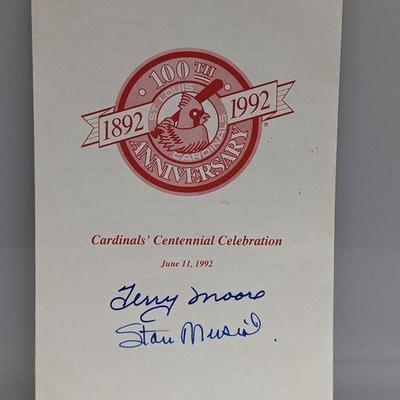 100TH
ST. LOUIS
1892 1992
CARDINALS
ANNIVERSARY
®
Cardinals' Centennial Celebration
June 11, 1992
Terry Moore
Stan Musial